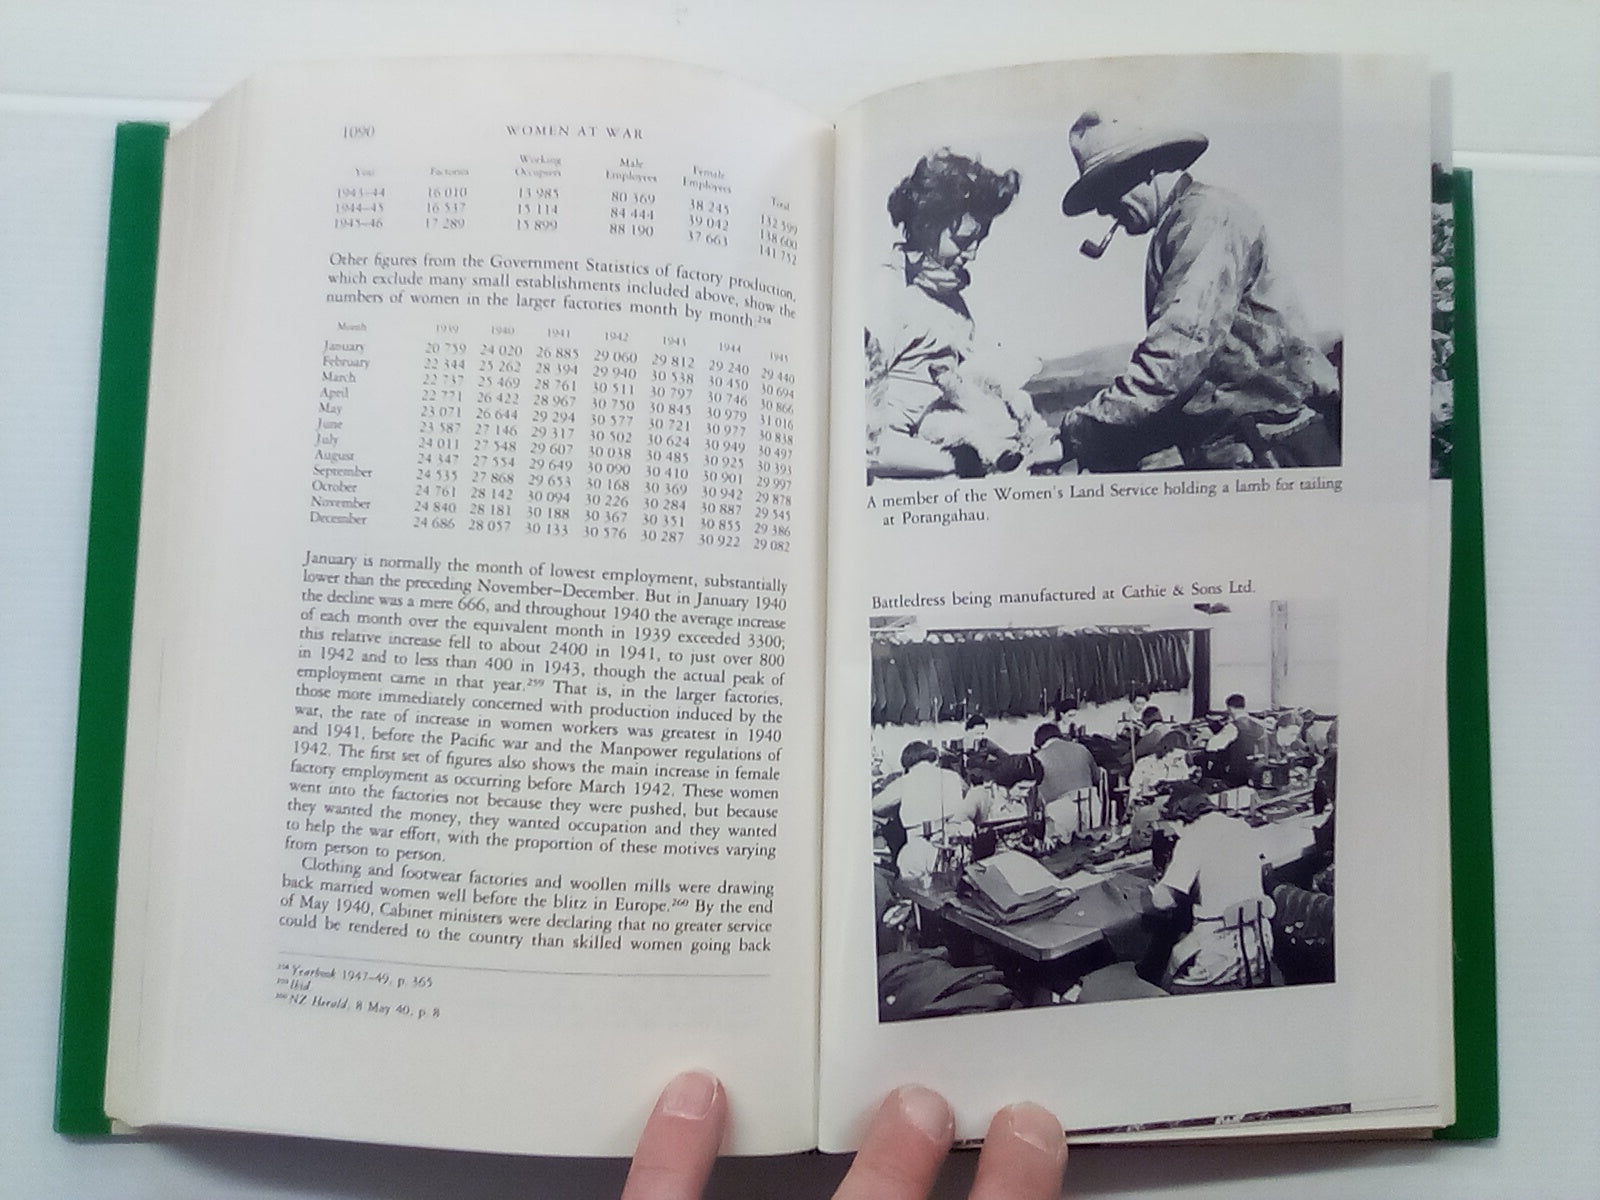 1090 WOMEN AT WAR
Year Factories Working Occupiers Male Employees Female Employees Total
1943–44 16 010 13 985 80 369 38 245 132 599
1944–45 16 537 15 114 84 444 39 042 138 600
1945–46 17 289 15 899 88 190 37 663 141 752
Other figures from the Government Statistics of factory production,
which exclude many small establishments included above, show the
numbers of women in the larger factories month by month:²⁵⁸
Month 1939 1940 1941 1942 1943 1944 1945
January 20 759 24 020 26 885 29 060 29 812 29 240 29 440
February 22 344 25 262 28 394 29 940 30 538 30 450 30 694
March 22 737 25 469 28 761 30 511 30 797 30 746 30 866
April 22 771 26 422 28 967 30 750 30 845 30 979 31 016
May 23 071 26 644 29 294 30 577 30 721 30 977 30 838
June 23 587 27 146 29 317 30 502 30 624 30 949 30 497
July 24 011 27 548 29 607 30 038 30 485 30 925 30 393
August 24 347 27 554 29 649 30 090 30 410 30 901 29 997
September 24 535 27 868 29 653 30 168 30 369 30 942 29 878
October 24 761 28 142 30 094 30 226 30 284 30 887 29 545
November 24 840 28 181 30 188 30 367 30 351 30 855 29 386
December 24 686 28 057 30 133 30 576 30 287 30 922 29 082
January is normally the month of lowest employment, substantially
lower than the preceding November–December. But in January 1940
the decline was a mere 666, and throughout 1940 the average increase
of each month over the equivalent month in 1939 exceeded 3300;
this relative increase fell to about 2400 in 1941, to just over 800
in 1942 and to less than 400 in 1943, though the actual peak of
employment came in that year.²⁵⁹ That is, in the larger factories,
those more immediately concerned with production induced by the
war, the rate of increase in women workers was greatest in 1940
and 1941, before the Pacific war and the Manpower regulations of
1942. The first set of figures also shows the main increase in female
factory employment as occurring before March 1942. These women
went into the factories not because they were pushed, but because
they wanted the money, they wanted occupation and they wanted
to help the war effort, with the proportion of these motives varying
from person to person.
Clothing and footwear factories and woollen mills were drawing
back married women well before the blitz in Europe.²⁶⁰ By the end
of May 1940, Cabinet ministers were declaring that no greater service
could be rendered to the country than skilled women going back
²⁵⁸ Yearbook 1947–49, p. 365
²⁵⁹ Ibid
²⁶⁰ NZ Herald, 8 May 40, p. 8
A member of the Women's Land Service holding a lamb for tailing
at Porangahau.
Battledress being manufactured at Cathie & Sons Ltd.